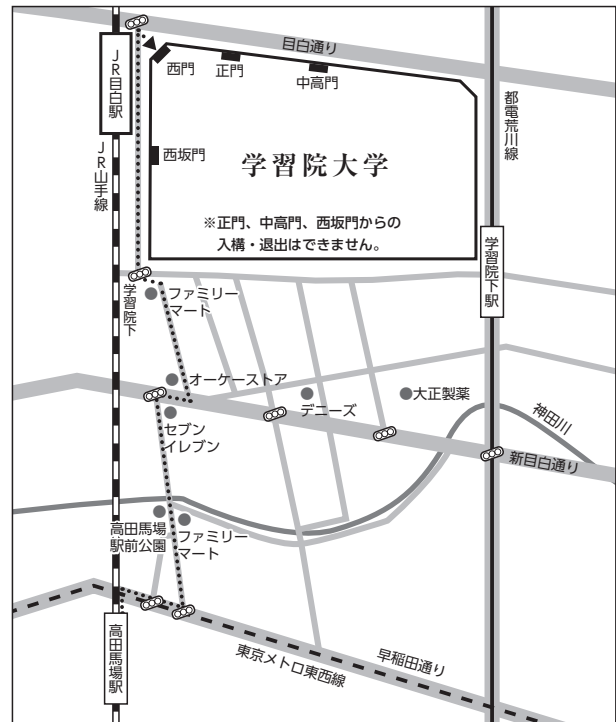 目白通り
JR目白駅
西門
正門
中高門
都電荒川線
JR山手線
西坂門
学習院大学
※正門、中高門、西坂門からの
入構・退出はできません。
学習院下駅
学習院下
ファミリー
マート
オーケーストア
デニーズ
大正製薬
神田川
セブン
イレブン
新目白通り
高田馬場
駅前公園
ファミリー
マート
高田馬場駅
東京メトロ東西線
早稲田通り